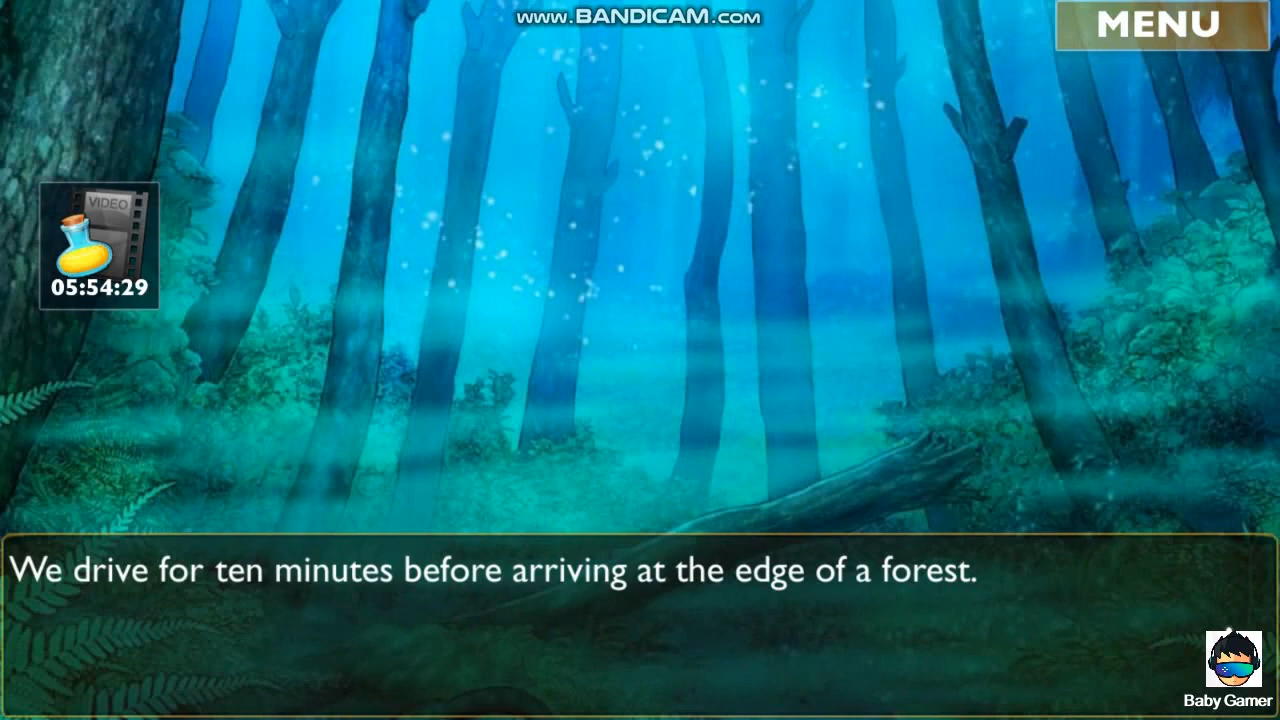 www.BANDICAM.com
MENU
VIDEO
05:54:29
We drive for ten minutes before arriving at the edge of a forest.
Baby Gamer